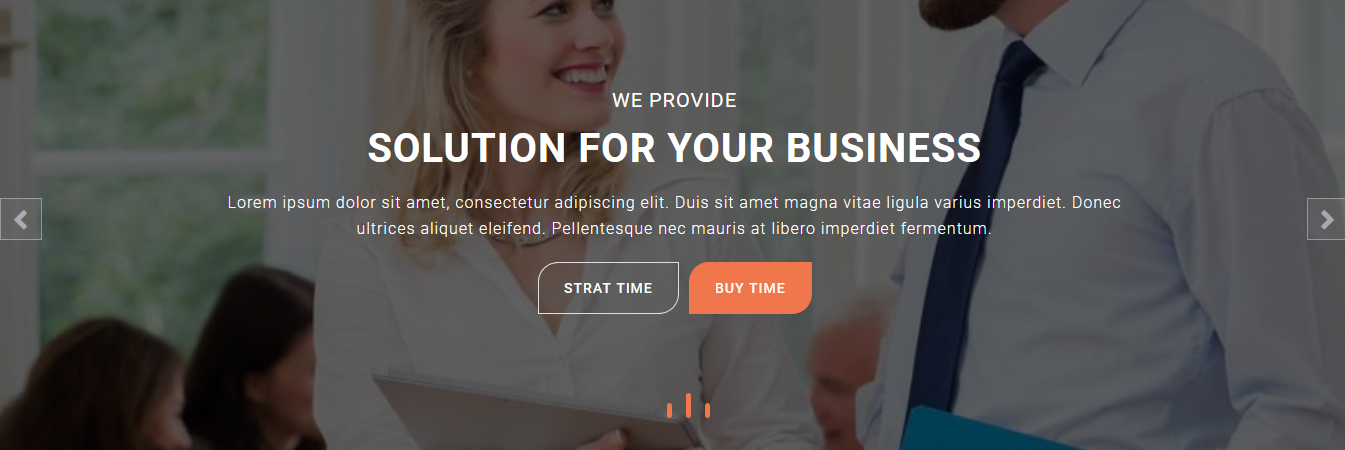 WE PROVIDE
SOLUTION FOR YOUR BUSINESS
Lorem ipsum dolor sit amet, consectetur adipiscing elit. Duis sit amet magna vitae ligula varius imperdiet. Donec
ultrices aliquet eleifend. Pellentesque nec mauris at libero imperdiet fermentum.
STRAT TIME
BUY TIME